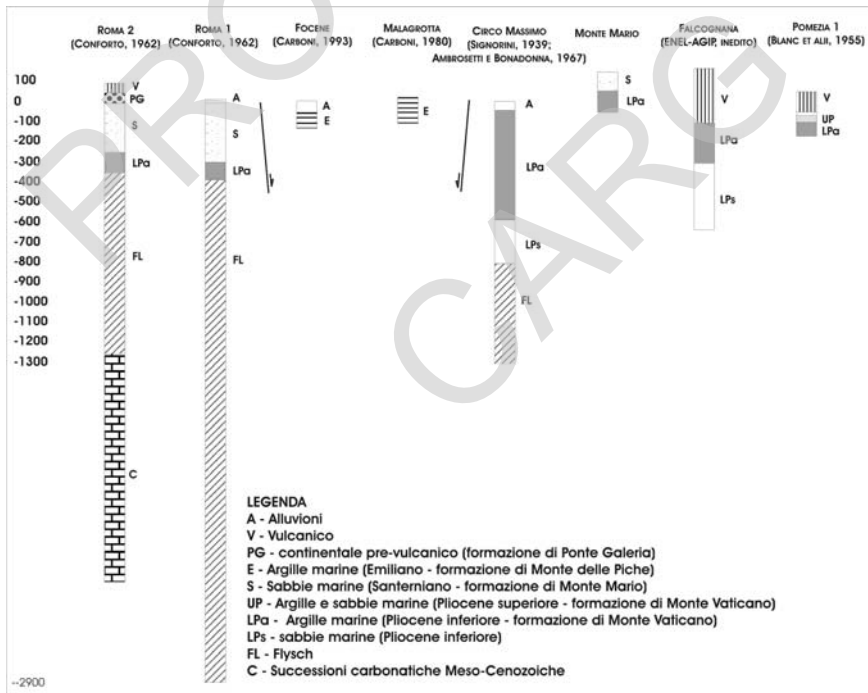 ROMA 2
(CONFORTO, 1962)
ROMA 1
(CONFORTO, 1962)
FOCENE
(CARBONI, 1993)
MALAGROTTA
(CARBONI, 1980)
CIRCO MASSIMO
(SIGNORINI, 1939;
AMBROSETTI E BONADONNA, 1967)
MONTE MARIO
FALCOGNANA
(ENEL-AGIP, INEDITO)
POMEZIA 1
(BLANC ET ALII, 1955)
100
0
-100
-200
-300
-400
-500
-600
-700
-800
-900
-1000
-1100
-1200
-1300
--2900
V
PG
S
LPa
FL
C
A
S
LPa
FL
A
E
E
A
LPa
LPs
FL
S
LPa
V
LPa
LPs
V
UP
LPa
LEGENDA
A - Alluvioni
V - Vulcanico
PG - continentale pre-vulcanico (formazione di Ponte Galeria)
E - Argille marine (Emiliano - formazione di Monte delle Piche)
S - Sabbie marine (Santerniano - formazione di Monte Mario)
UP - Argille e sabbie marine (Pliocene superiore - formazione di Monte Vaticano)
LPa - Argille marine (Pliocene inferiore - formazione di Monte Vaticano)
LPs - sabbie marine (Pliocene inferiore)
FL - Flysch
C - Successioni carbonatiche Meso-Cenozoiche
PRO
CARG